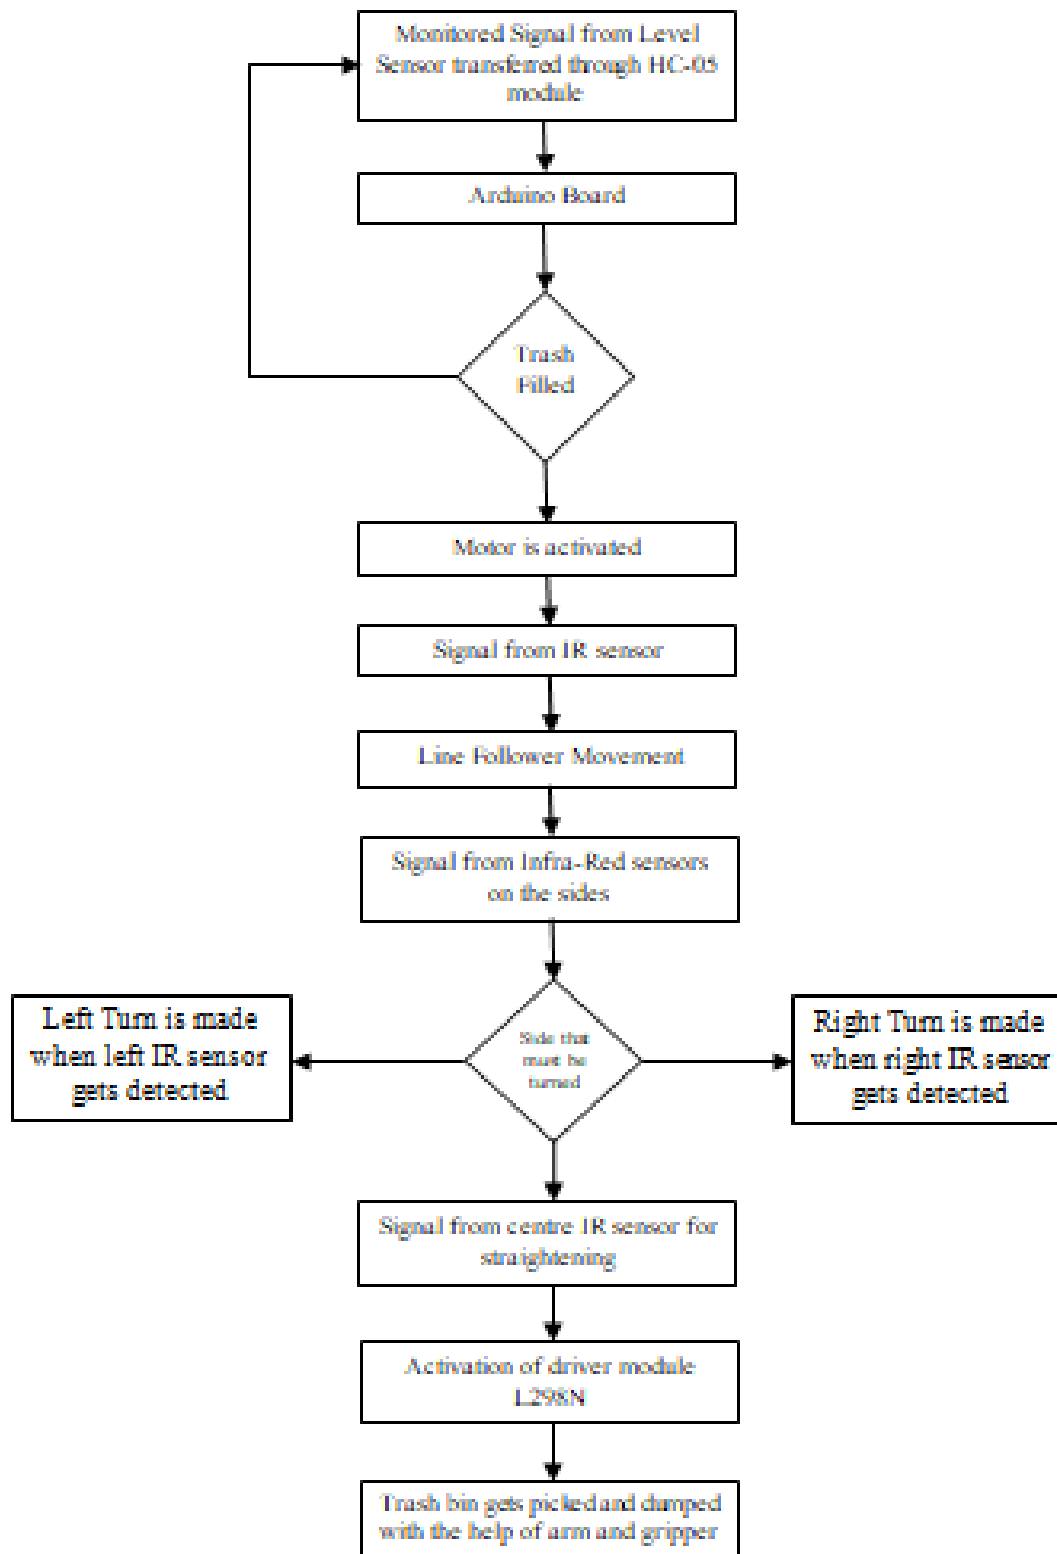 Monitored Signal from Level
Sensor transferred through HC-05
module
Arduino Board
Trash
Filled
Motor is activated
Signal from IR sensor
Line Follower Movement
Signal from Infra-Red sensors
on the sides
Side that
must be
turned
Left Turn is made
when left IR sensor
gets detected
Right Turn is made
when right IR sensor
gets detected
Signal from centre IR sensor for
straightening
Activation of driver module
L298N
Trash bin gets picked and dumped
with the help of arm and gripper